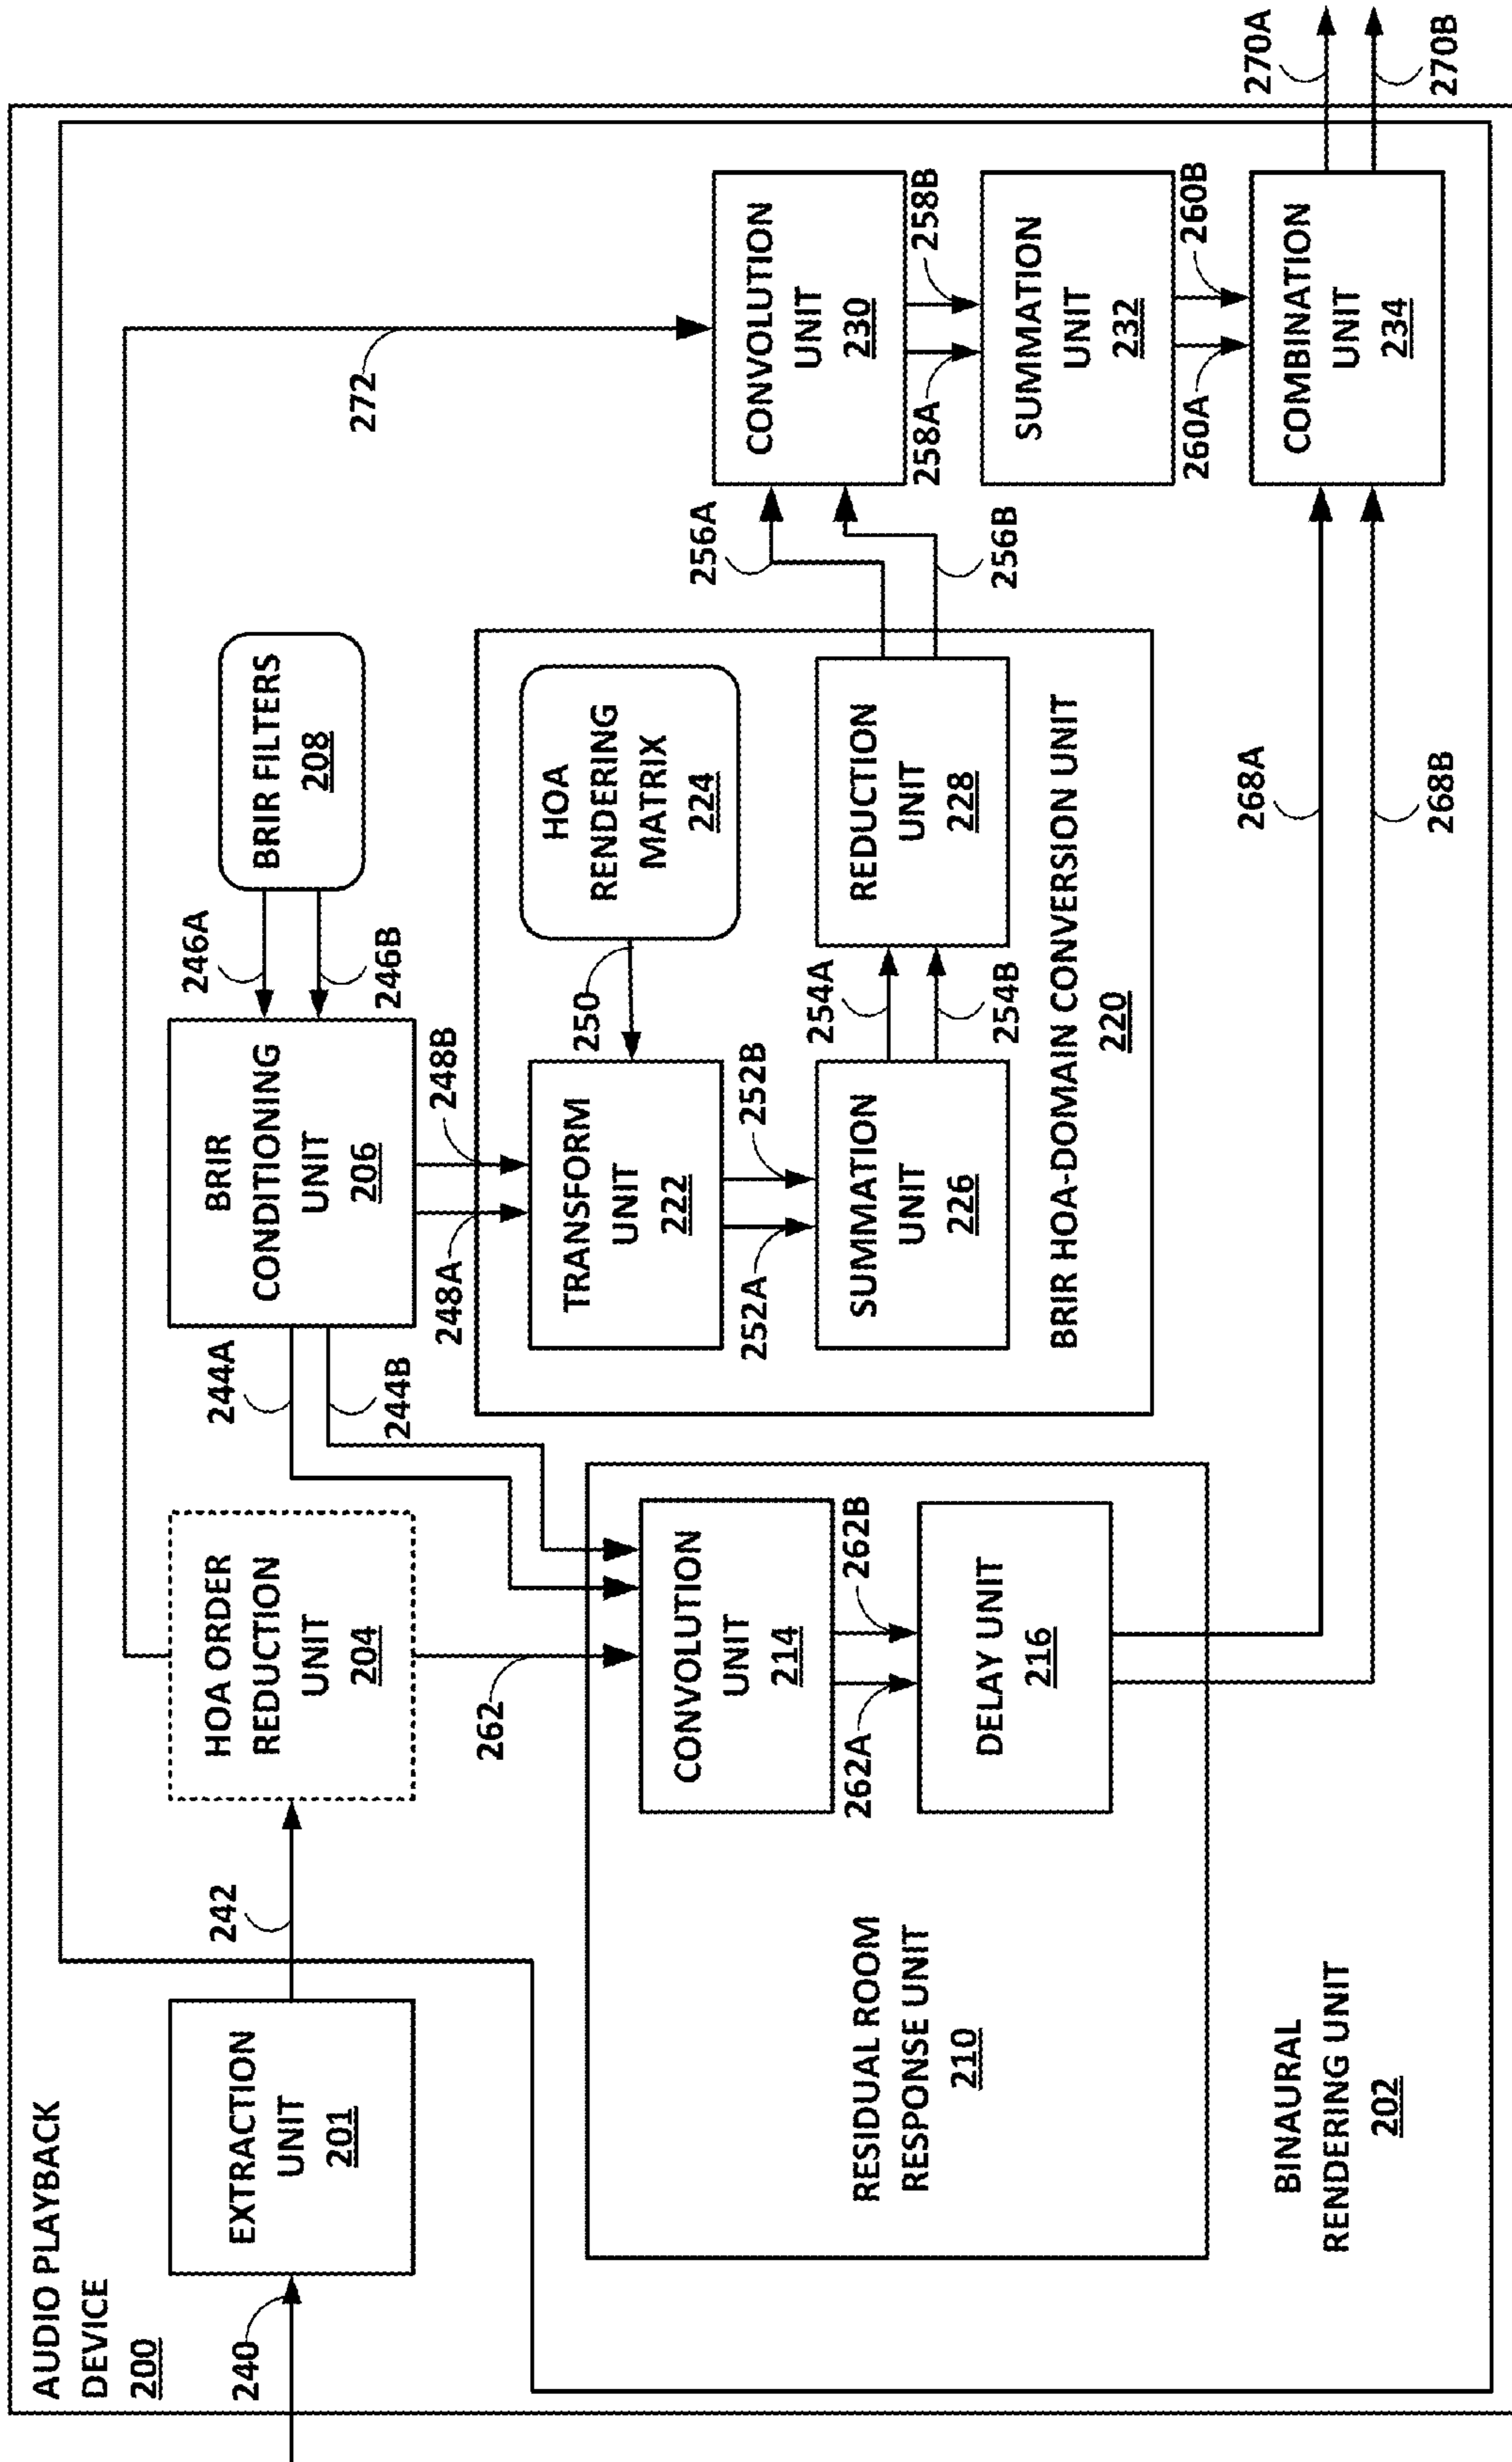 AUDIO PLAYBACK
DEVICE
200
240
EXTRACTION
UNIT
201
242
HOA ORDER
REDUCTION
UNIT
204
262
272
244A
244B
BRIR
CONDITIONING
UNIT
206
246A
246B
BRIR FILTERS
208
248A
248B
TRANSFORM
UNIT
222
250
HOA
RENDERING
MATRIX
224
252A
252B
SUMMATION
UNIT
226
254A
254B
REDUCTION
UNIT
228
BRIR HOA-DOMAIN CONVERSION UNIT
220
256A
256B
CONVOLUTION
UNIT
230
258A
258B
SUMMATION
UNIT
232
260A
260B
COMBINATION
UNIT
234
270A
270B
CONVOLUTION
UNIT
214
262A
262B
DELAY UNIT
216
RESIDUAL ROOM
RESPONSE UNIT
210
268A
268B
BINAURAL
RENDERING UNIT
202